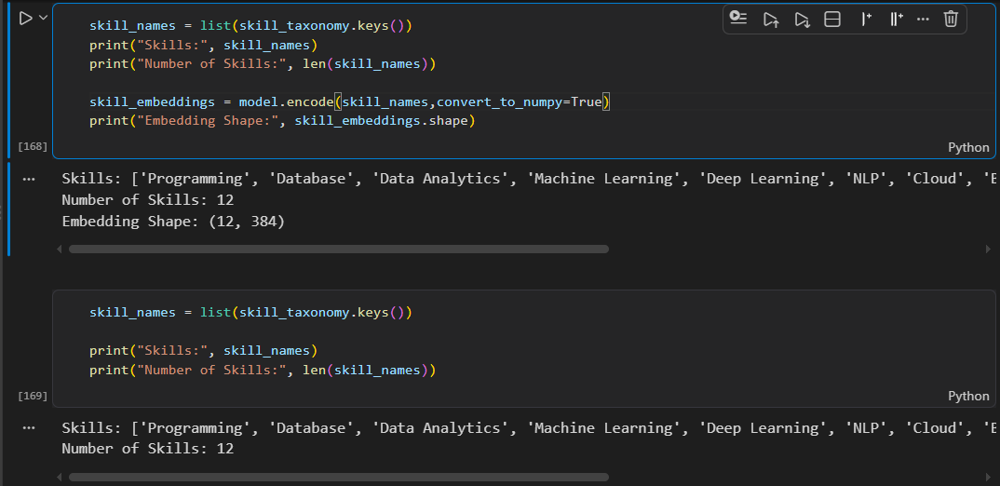 skill_names = list(skill_taxonomy.keys())
print("Skills:", skill_names)
print("Number of Skills:", len(skill_names))
skill_embeddings = model.encode(skill_names,convert_to_numpy=True)
print("Embedding Shape:", skill_embeddings.shape)
[168]
Python
Skills: ['Programming', 'Database', 'Data Analytics', 'Machine Learning', 'Deep Learning', 'NLP', 'Cloud', '
Number of Skills: 12
Embedding Shape: (12, 384)
skill_names = list(skill_taxonomy.keys())
print("Skills:", skill_names)
print("Number of Skills:", len(skill_names))
[169]
Python
Skills: ['Programming', 'Database', 'Data Analytics', 'Machine Learning', 'Deep Learning', 'NLP', 'Cloud', '
Number of Skills: 12